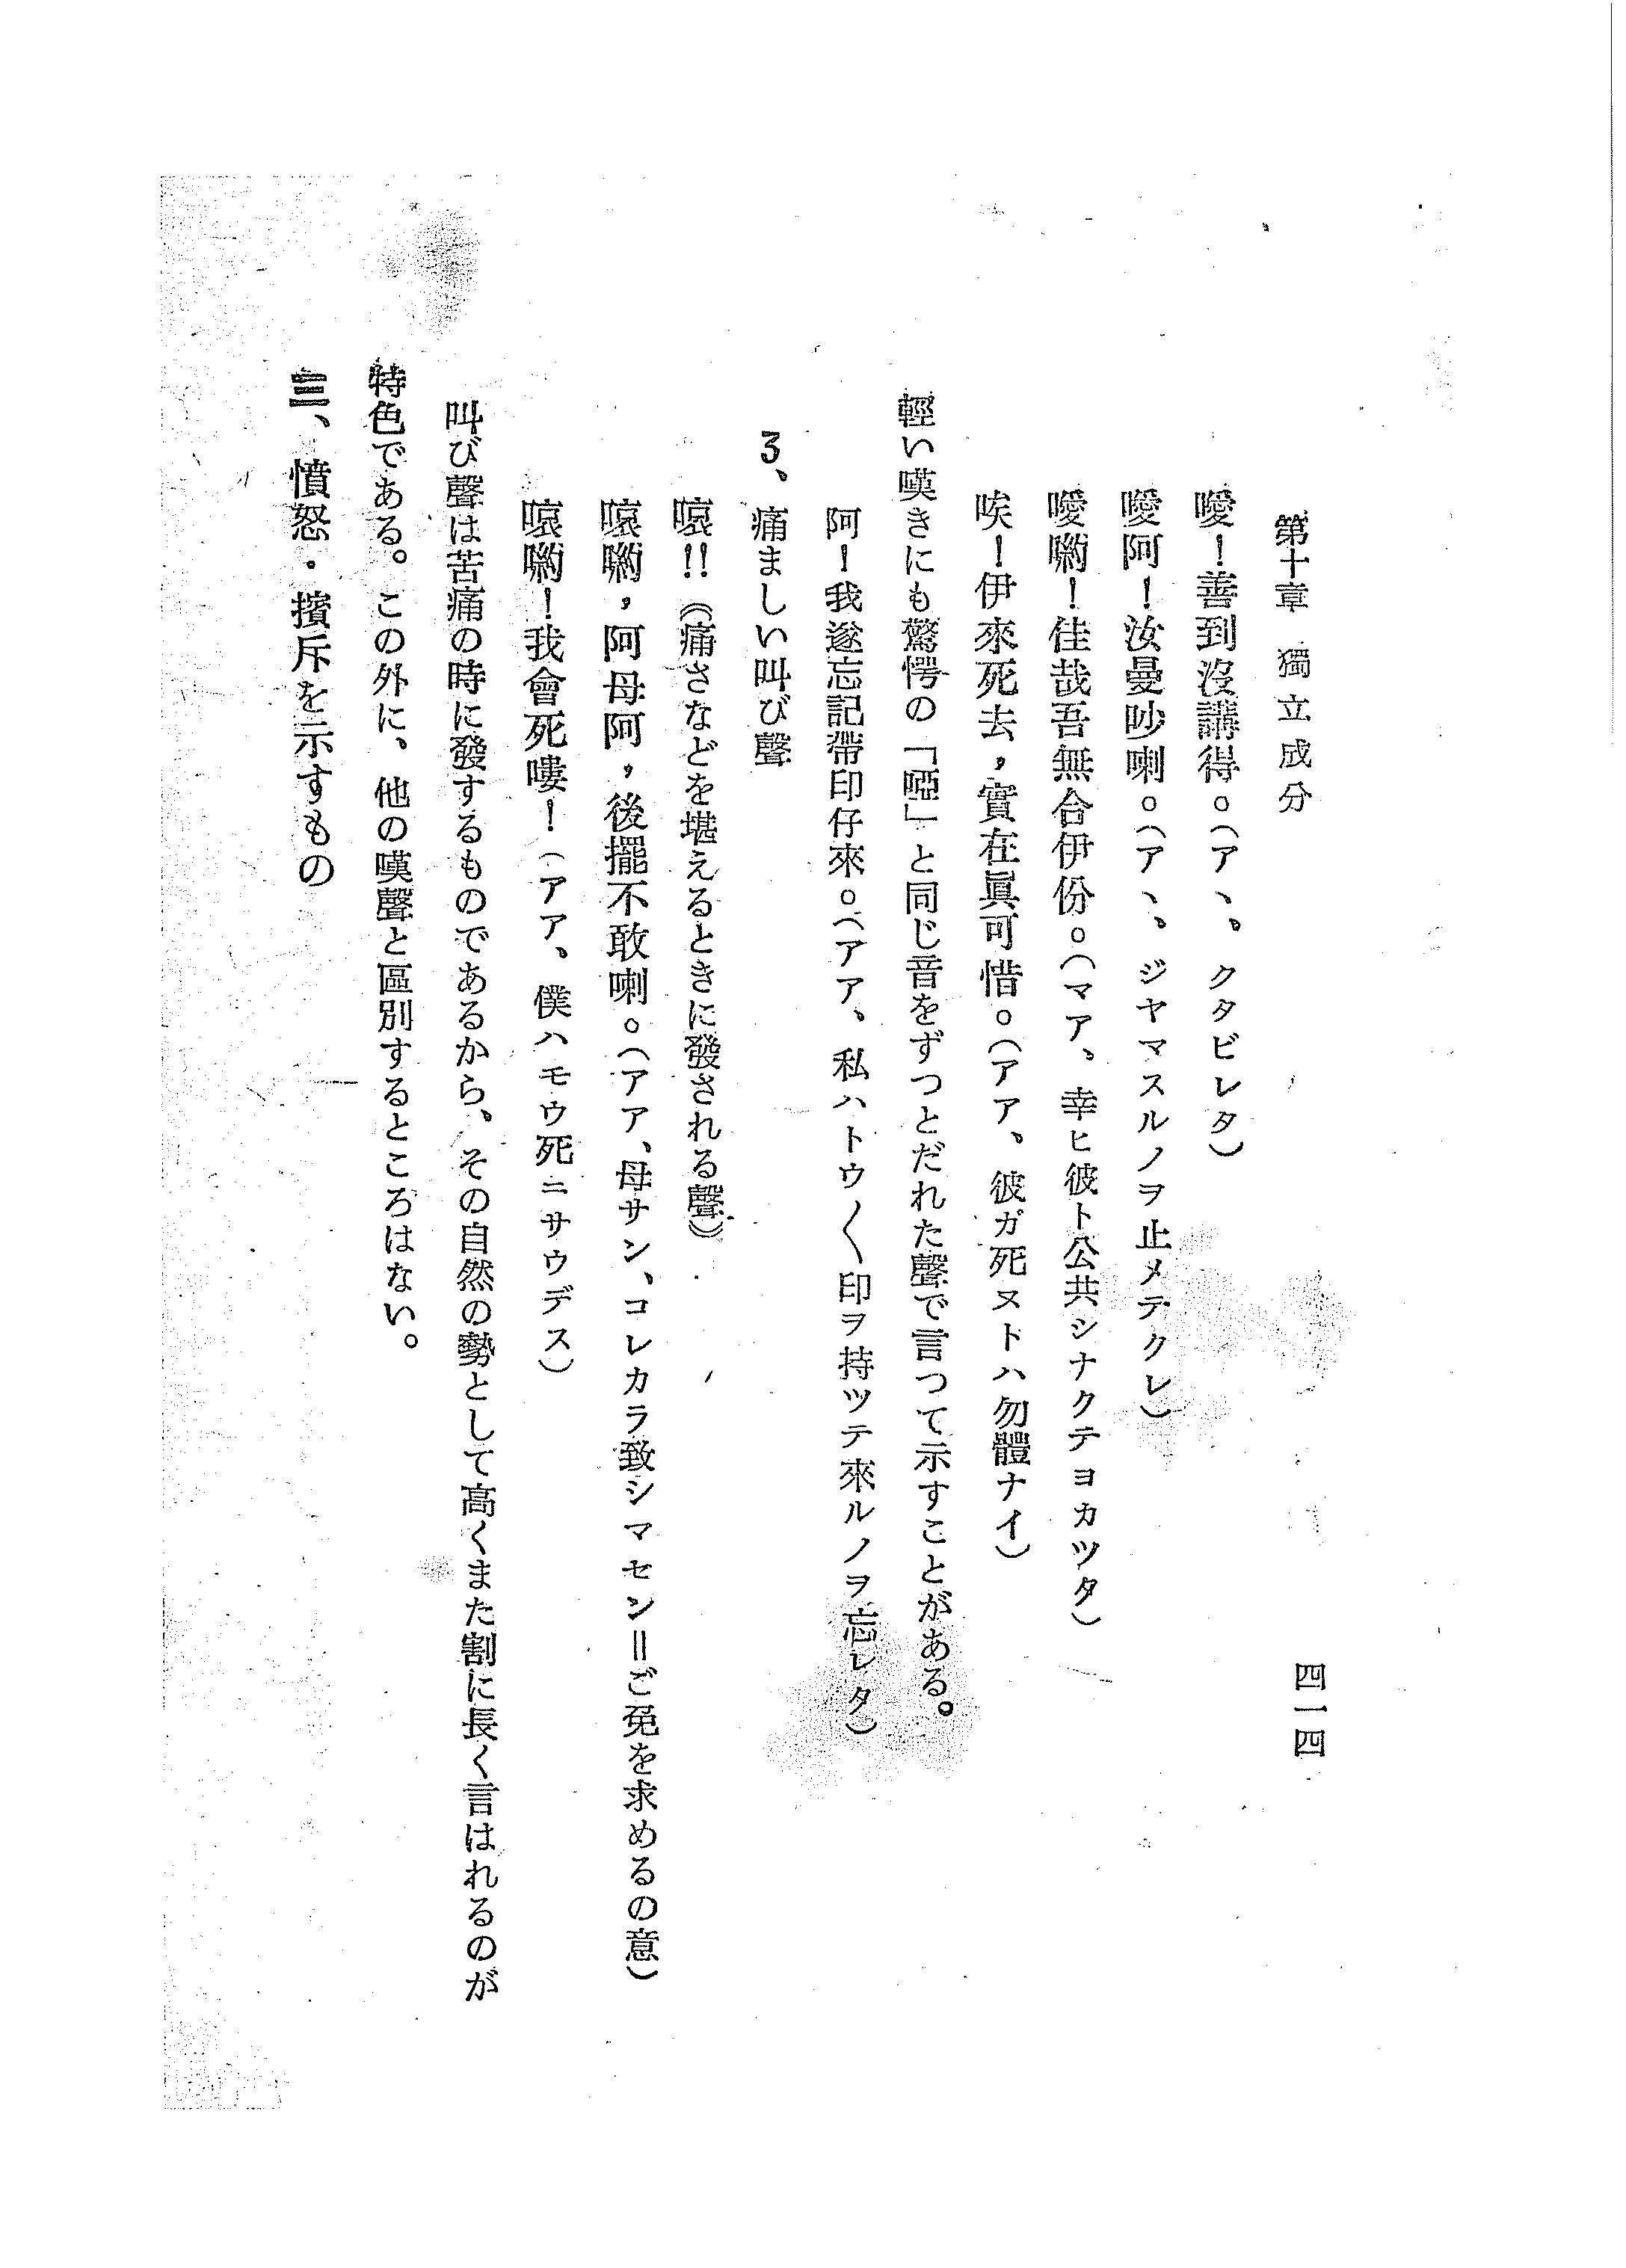 第十章 獨立成分
四一四
噯！善到沒講得。（アヽ。クタビレタ）
噯阿！汝曼吵喇。（アヽ。ジヤマスルノヲ止メテクレ）
噯喲！佳哉吾無合伊份。（マア、幸ヒ彼ト公共シナクテヨカツタ）
唉！伊來死去，實在眞可惜。（アア、彼ガ死ヌトハ勿體ナイ）
輕い嘆きにも驚愕の「啞」と同じ音をずつとだれた聲で言つて示すことがある。
阿！我遂忘記帶印仔來。（アア、私ハトウ〱印ヲ持ツテ來ルノヲ忘レタ）
3、痛ましい叫び聲
哀!!《痛さなどを堪えるときに發される聲》
哀喲，阿母阿，後擺不敢喇。（アア、母サン、コレカラ致シマセン＝ご免を求めるの意）
哀喲！我會死嘍！（アア、僕ハモウ死ニサウデス）
叫び聲は苦痛の時に發するものであるから、その自然の勢として高くまた割に長く言はれるのが
特色である。この外に、他の嘆聲と區別するところはない。
三、憤怒・擯斥を示すもの